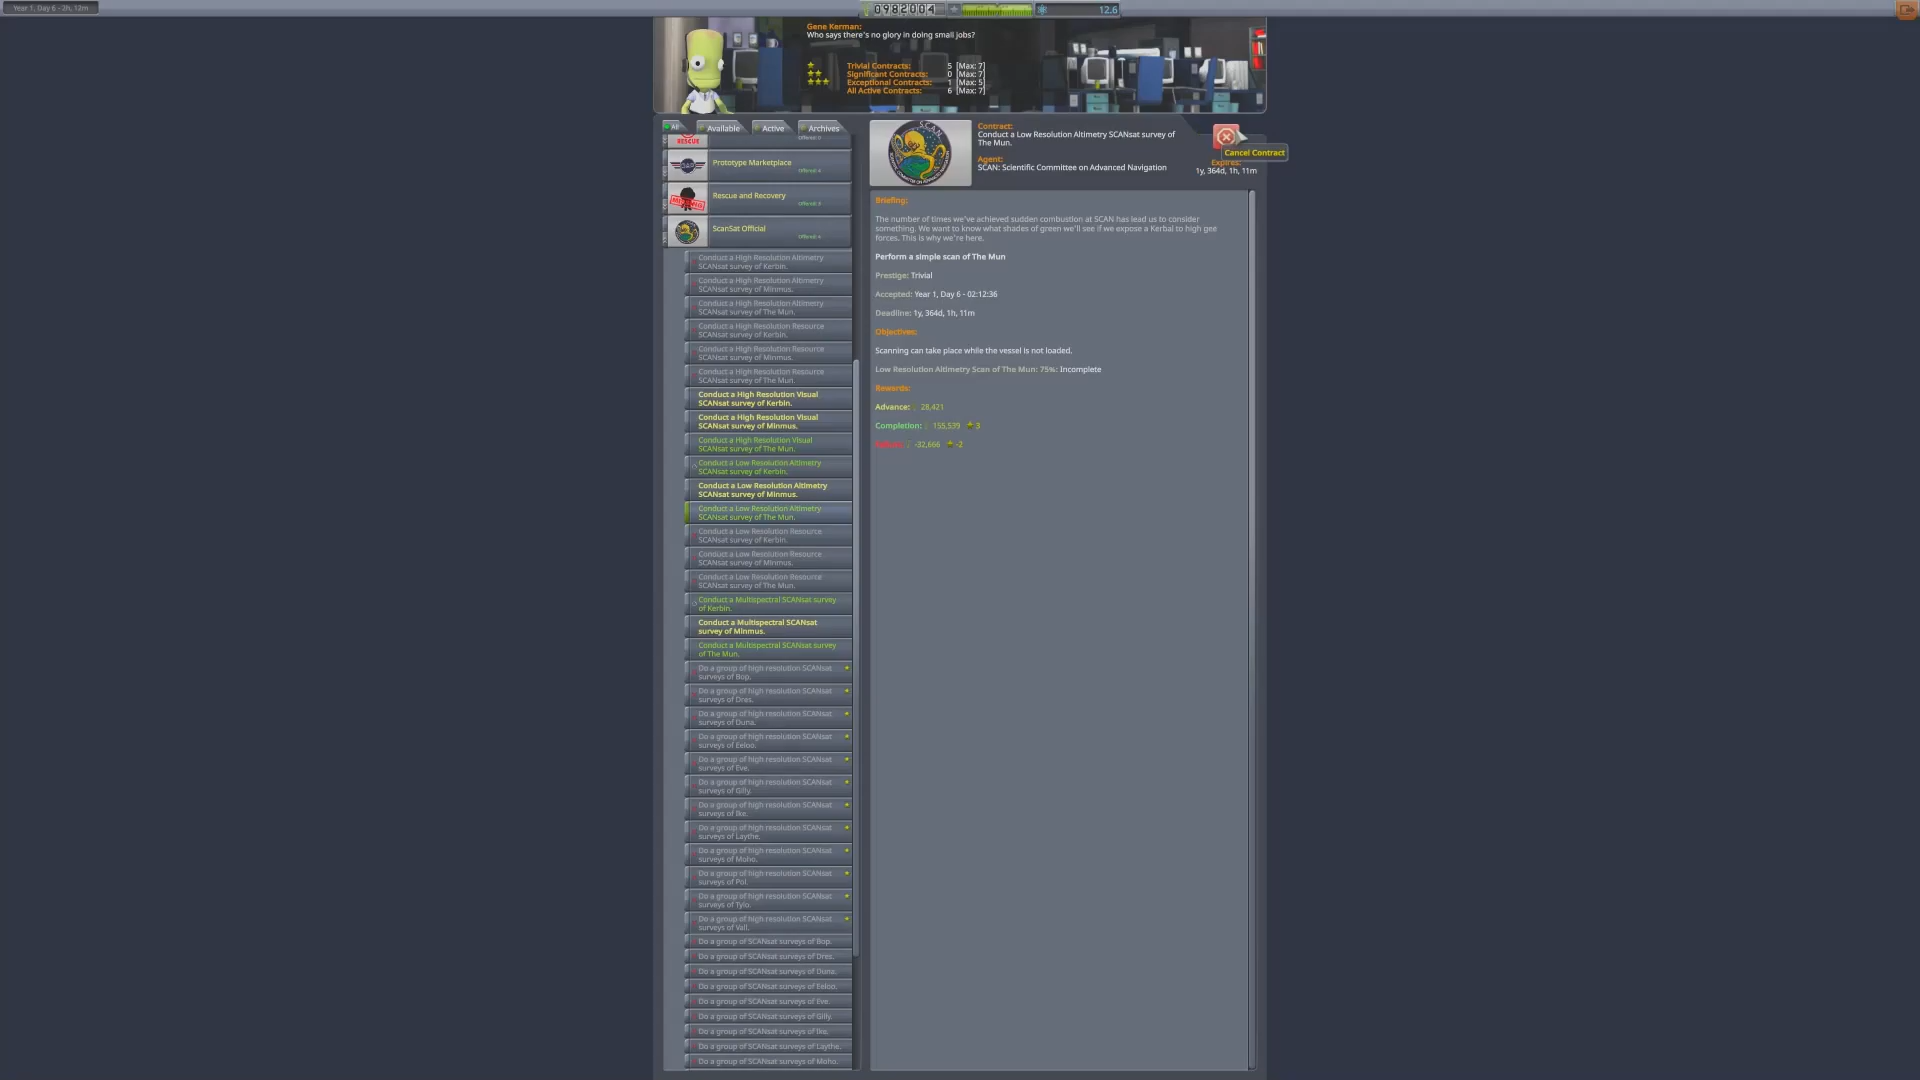 Year 1, Day 6 - 2h, 12m
0982004
12.6
Gene Kerman:
Who says there's no glory in doing small jobs?
Trivial Contracts: 5 [Max: 7]
Significant Contracts: 0 [Max: 7]
Exceptional Contracts: 1 [Max: 5]
All Active Contracts: 6 [Max: 7]
All
Available
Active
Archives
RESCUE
Offered: 0
Prototype Marketplace
Offered: 4
MISSING
Rescue and Recovery
Offered: 3
ScanSat Official
Offered: 4
Conduct a High Resolution Altimetry
SCANsat survey of Kerbin.
Conduct a High Resolution Altimetry
SCANsat survey of Minmus.
Conduct a High Resolution Altimetry
SCANsat survey of The Mun.
Conduct a High Resolution Resource
SCANsat survey of Kerbin.
Conduct a High Resolution Resource
SCANsat survey of Minmus.
Conduct a High Resolution Resource
SCANsat survey of The Mun.
Conduct a High Resolution Visual
SCANsat survey of Kerbin.
Conduct a High Resolution Visual
SCANsat survey of Minmus.
Conduct a High Resolution Visual
SCANsat survey of The Mun.
Conduct a Low Resolution Altimetry
SCANsat survey of Kerbin.
Conduct a Low Resolution Altimetry
SCANsat survey of Minmus.
Conduct a Low Resolution Altimetry
SCANsat survey of The Mun.
Conduct a Low Resolution Resource
SCANsat survey of Kerbin.
Conduct a Low Resolution Resource
SCANsat survey of Minmus.
Conduct a Low Resolution Resource
SCANsat survey of The Mun.
Conduct a Multispectral SCANsat survey
of Kerbin.
Conduct a Multispectral SCANsat
survey of Minmus.
Conduct a Multispectral SCANsat survey
of The Mun.
Do a group of high resolution SCANsat
surveys of Bop.
Do a group of high resolution SCANsat
surveys of Dres.
Do a group of high resolution SCANsat
surveys of Duna.
Do a group of high resolution SCANsat
surveys of Eeloo.
Do a group of high resolution SCANsat
surveys of Eve.
Do a group of high resolution SCANsat
surveys of Gilly.
Do a group of high resolution SCANsat
surveys of Ike.
Do a group of high resolution SCANsat
surveys of Laythe.
Do a group of high resolution SCANsat
surveys of Moho.
Do a group of high resolution SCANsat
surveys of Pol.
Do a group of high resolution SCANsat
surveys of Tylo.
Do a group of high resolution SCANsat
surveys of Vall.
Do a group of SCANsat surveys of Bop.
Do a group of SCANsat surveys of Dres.
Do a group of SCANsat surveys of Duna.
Do a group of SCANsat surveys of Eeloo.
Do a group of SCANsat surveys of Eve.
Do a group of SCANsat surveys of Gilly.
Do a group of SCANsat surveys of Ike.
Do a group of SCANsat surveys of Laythe.
Do a group of SCANsat surveys of Moho.
Contract:
Conduct a Low Resolution Altimetry SCANsat survey of
The Mun.
Agent:
SCAN: Scientific Committee on Advanced Navigation
Cancel Contract
Expires:
1y, 364d, 1h, 11m
Briefing:
The number of times we've achieved sudden combustion at SCAN has lead us to consider
something. We want to know what shades of green we'll see if we expose a Kerbal to high gee
forces. This is why we're here.
Perform a simple scan of The Mun
Prestige: Trivial
Accepted: Year 1, Day 6 - 02:12:36
Deadline: 1y, 364d, 1h, 11m
Objectives:
Scanning can take place while the vessel is not loaded.
Low Resolution Altimetry Scan of The Mun: 75%: Incomplete
Rewards:
Advance: 28,421
Completion: 155,539 3
-32,666 -2